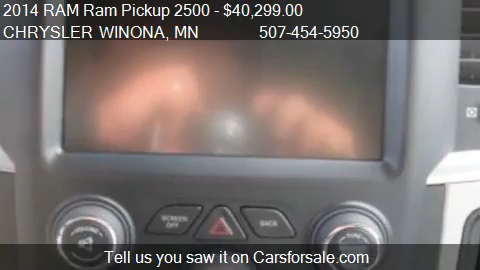 2014 RAM Ram Pickup 2500 - $40,299.00
CHRYSLER WINONA, MN 507-454-5950
SCREEN OFF
BACK
VOLUME
Tell us you saw it on Carsforsale.com